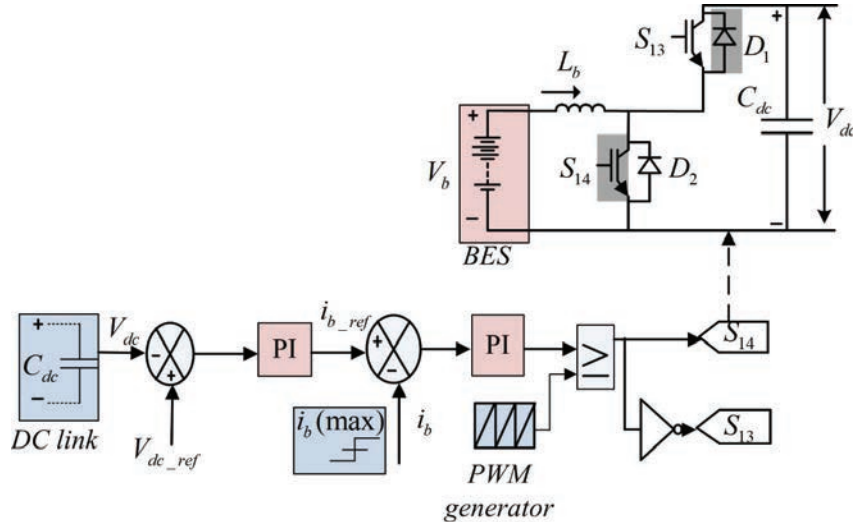 S13
D1
Lb
Cdc
Vdc
+
+
Vb
S14
D2
−
−
BES
+
Vdc
ib_ref
Cdc
-
+
PI
+
-
PI
≥
S14
−
DC link
Vdc_ref
ib(max)
ib
PWM
generator
S13